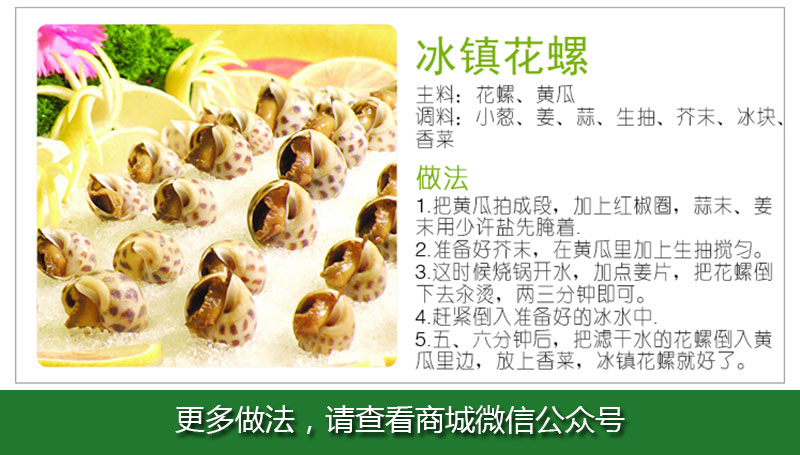 冰镇花螺
主料：花螺、黄瓜
调料：小葱、姜、蒜、生抽、芥末、冰块、
香菜
做法
1.把黄瓜拍成段，加上红椒圈，蒜末、姜
末用少许盐先腌着.
2.准备好芥末，在黄瓜里加上生抽搅匀。
3.这时候烧锅开水，加点姜片，把花螺倒
下去汆烫，两三分钟即可。
4.赶紧倒入准备好的冰水中.
5.五、六分钟后，把滤干水的花螺倒入黄
瓜里边，放上香菜，冰镇花螺就好了。
更多做法，请查看商城微信公众号